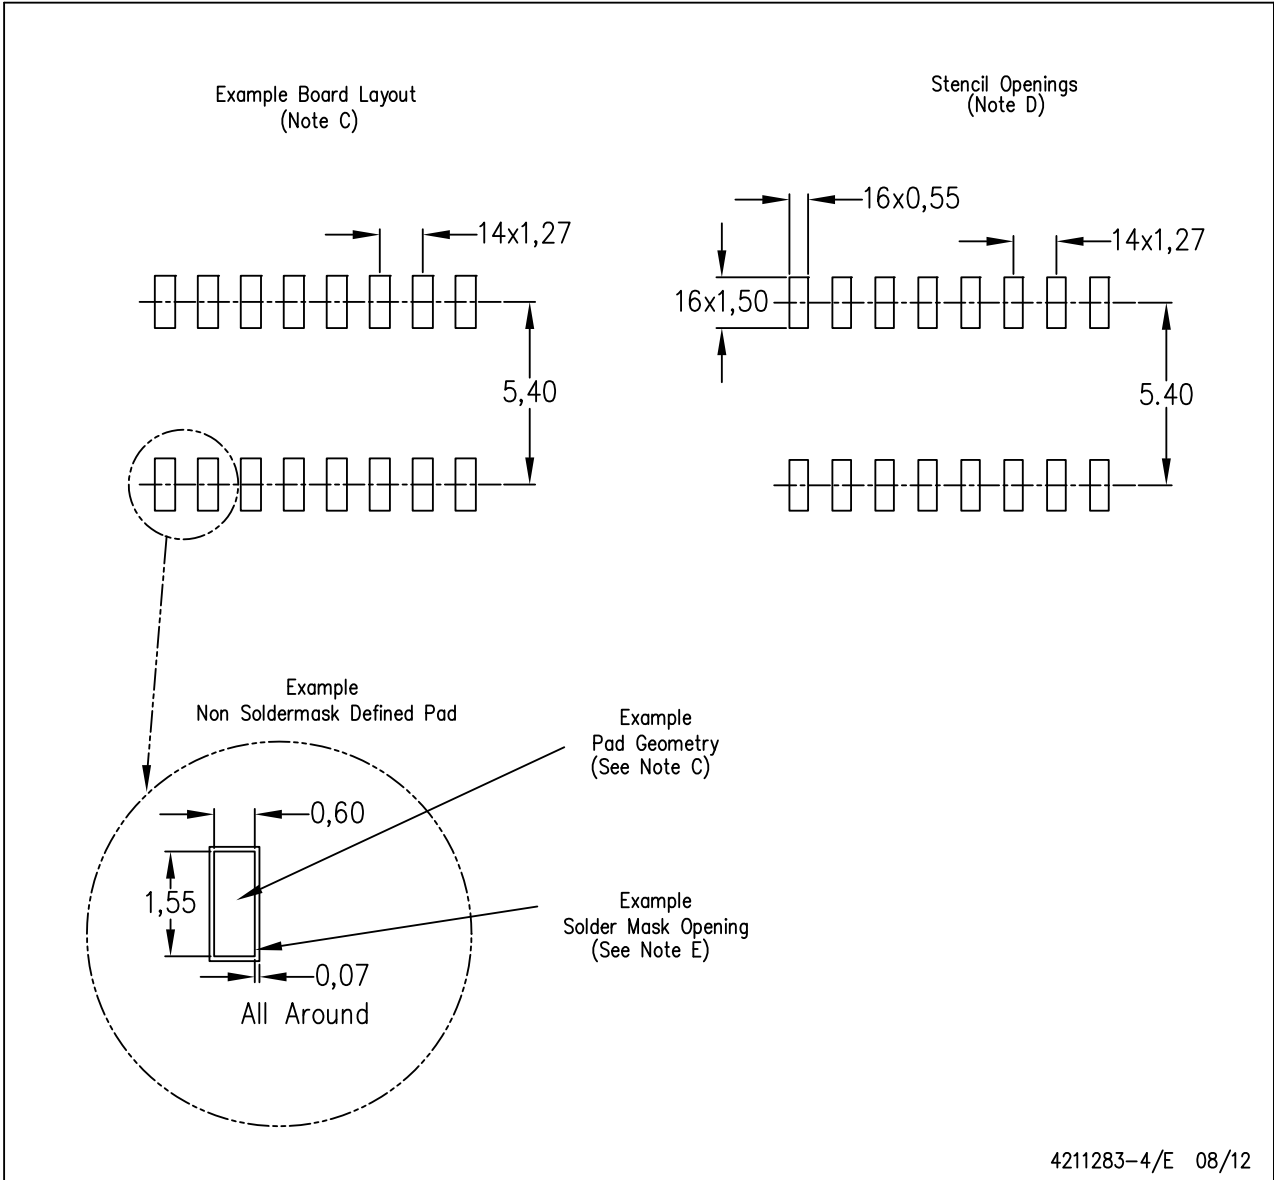 Example Board Layout
(Note C)
Stencil Openings
(Note D)
14x1,27
5,40
16x0,55
14x1,27
16x1,50
5.40
Example
Non Soldermask Defined Pad
Example
Pad Geometry
(See Note C)
0,60
1,55
Example
Solder Mask Opening
(See Note E)
0,07
All Around
4211283-4/E 08/12